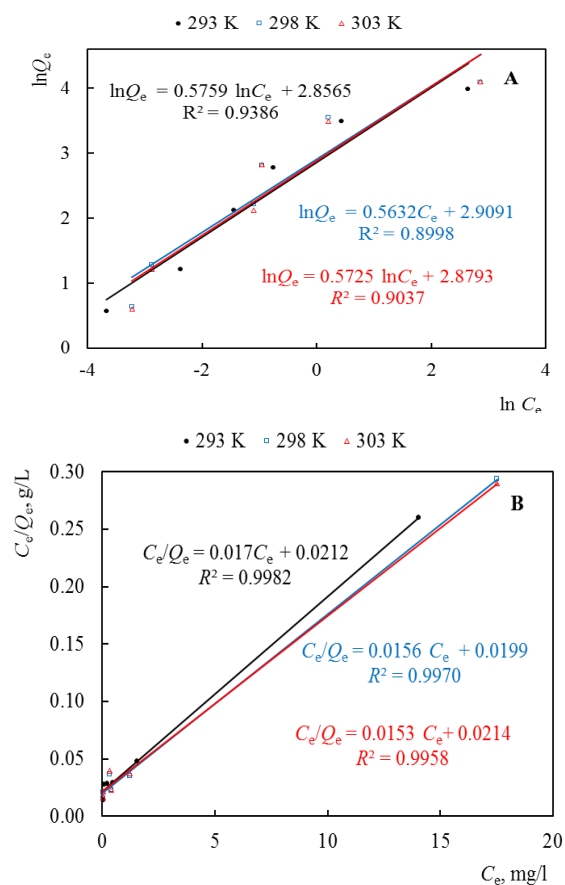 293 K 298 K 303 K
lnQe
A
4
lnQe = 0.5759 lnCe + 2.8565
R² = 0.9386
3
2
lnQe = 0.5632Ce + 2.9091
R² = 0.8998
1
lnQe = 0.5725 lnCe + 2.8793
R² = 0.9037
0
-4 -2 0 2 4
ln Ce
293 K 298 K 303 K
Ce/Qe, g/L
0.30
B
0.25
Ce/Qe = 0.017Ce + 0.0212
R² = 0.9982
0.20
0.15
Ce/Qe = 0.0156 Ce + 0.0199
R² = 0.9970
0.10
Ce/Qe = 0.0153 Ce+ 0.0214
R² = 0.9958
0.05
0.00
0 5 10 15 20
Ce, mg/l